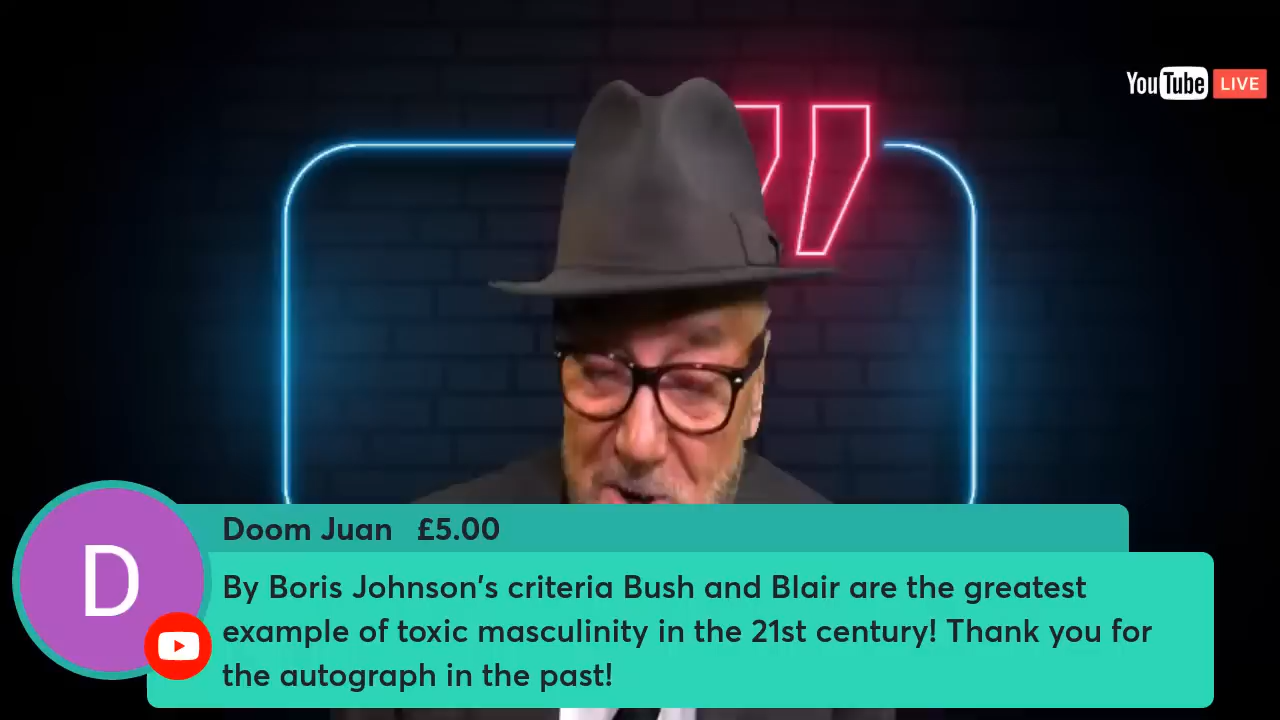 YouTube LIVE
Doom Juan £5.00
D
By Boris Johnson's criteria Bush and Blair are the greatest
example of toxic masculinity in the 21st century! Thank you for
the autograph in the past!